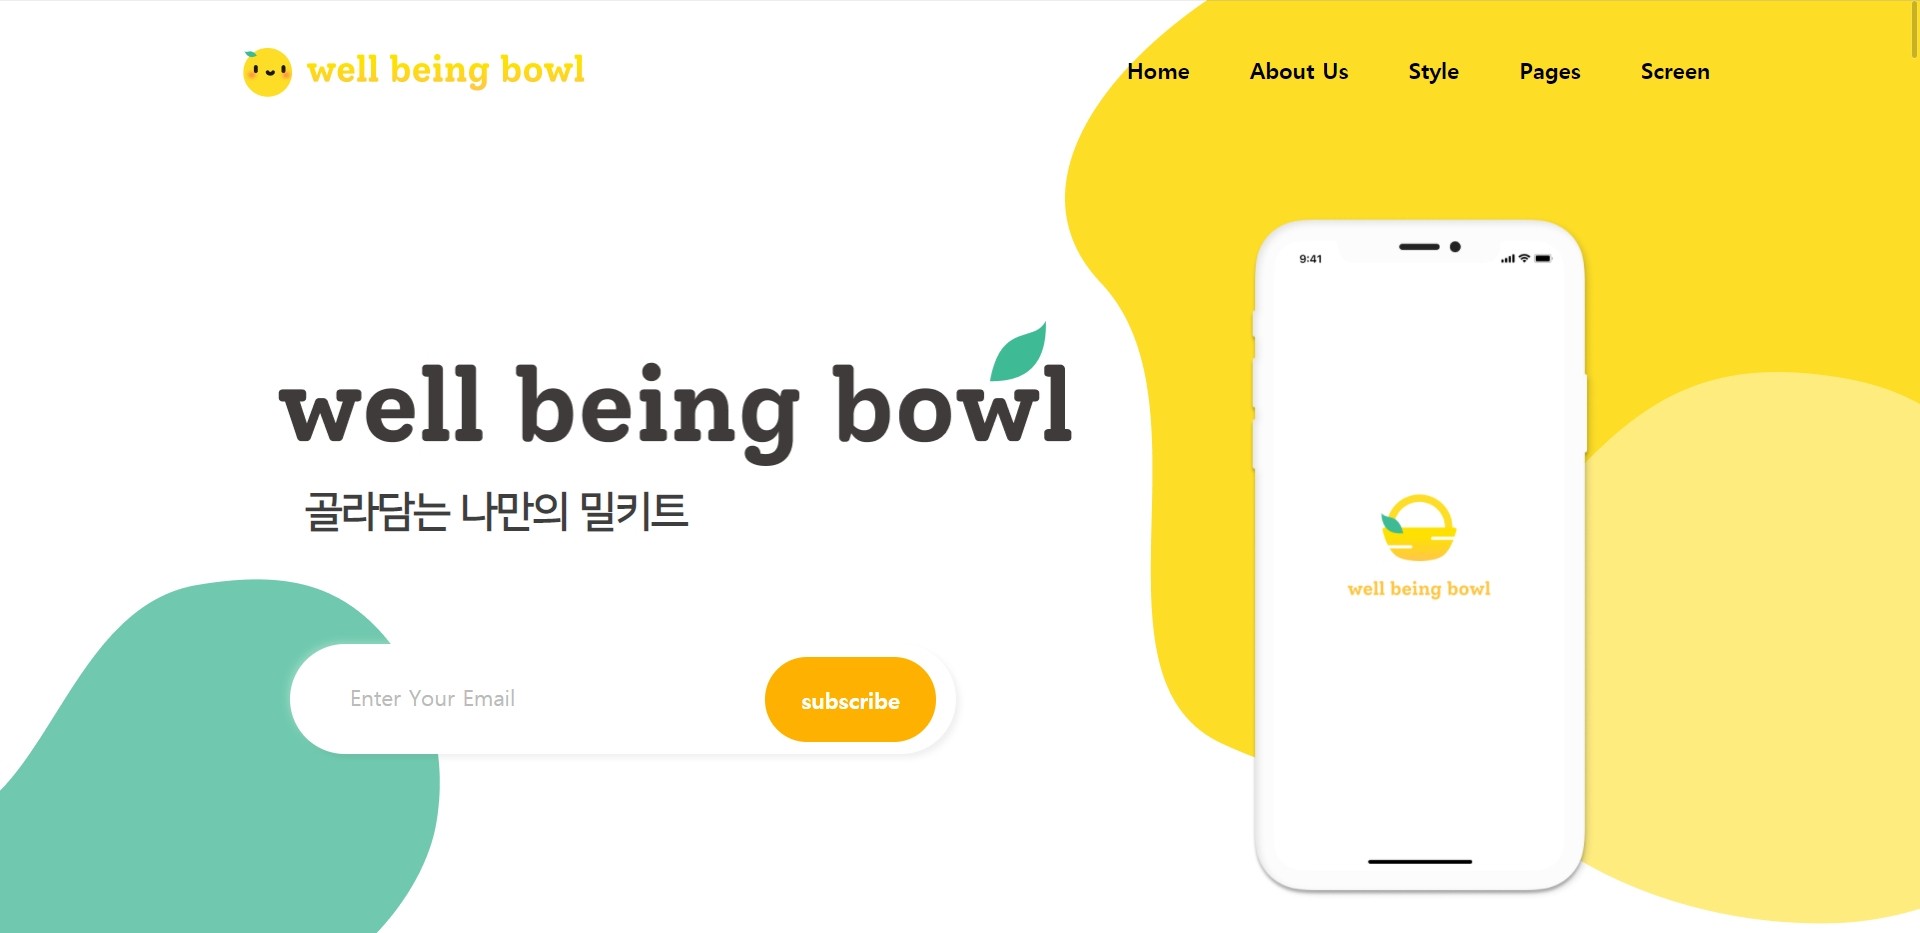 well being bowl
Home About Us Style Pages Screen
9:41
well being bowl
골라담는 나만의 밀키트
well being bowl
Enter Your Email
subscribe